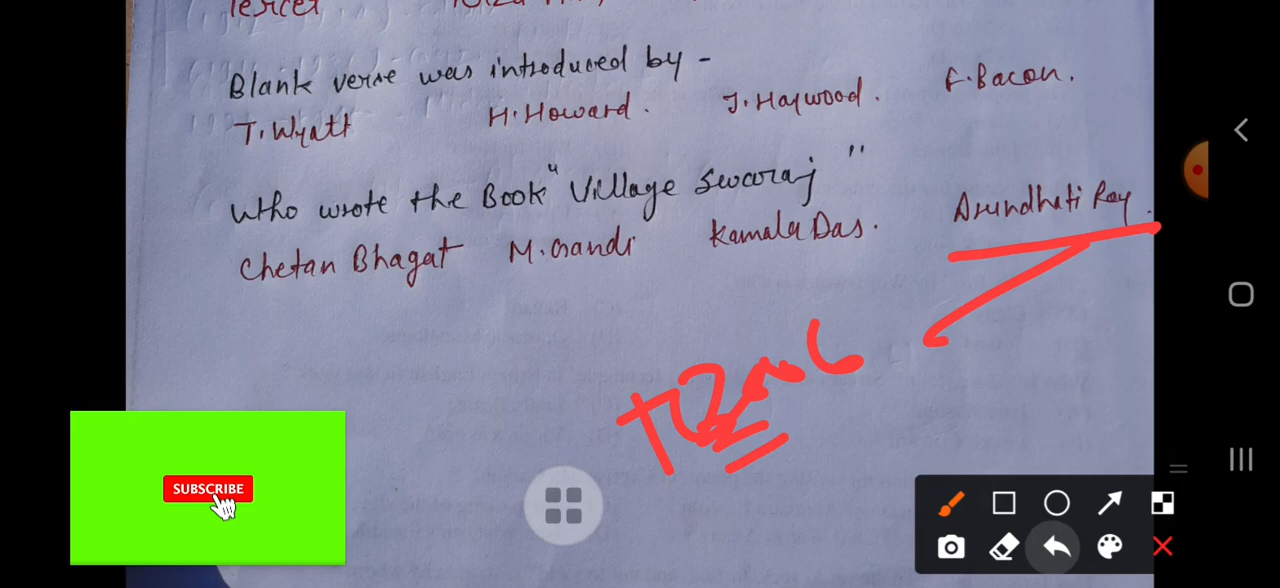 Blank verse was introduced by -
T. Wyatt H. Howard. J. Haywood. F. Bacon.
Who wrote the Book "Village Swaraj"
Chetan Bhagat M. Gandi Kamala Das. Arundhati Roy.
SUBSCRIBE